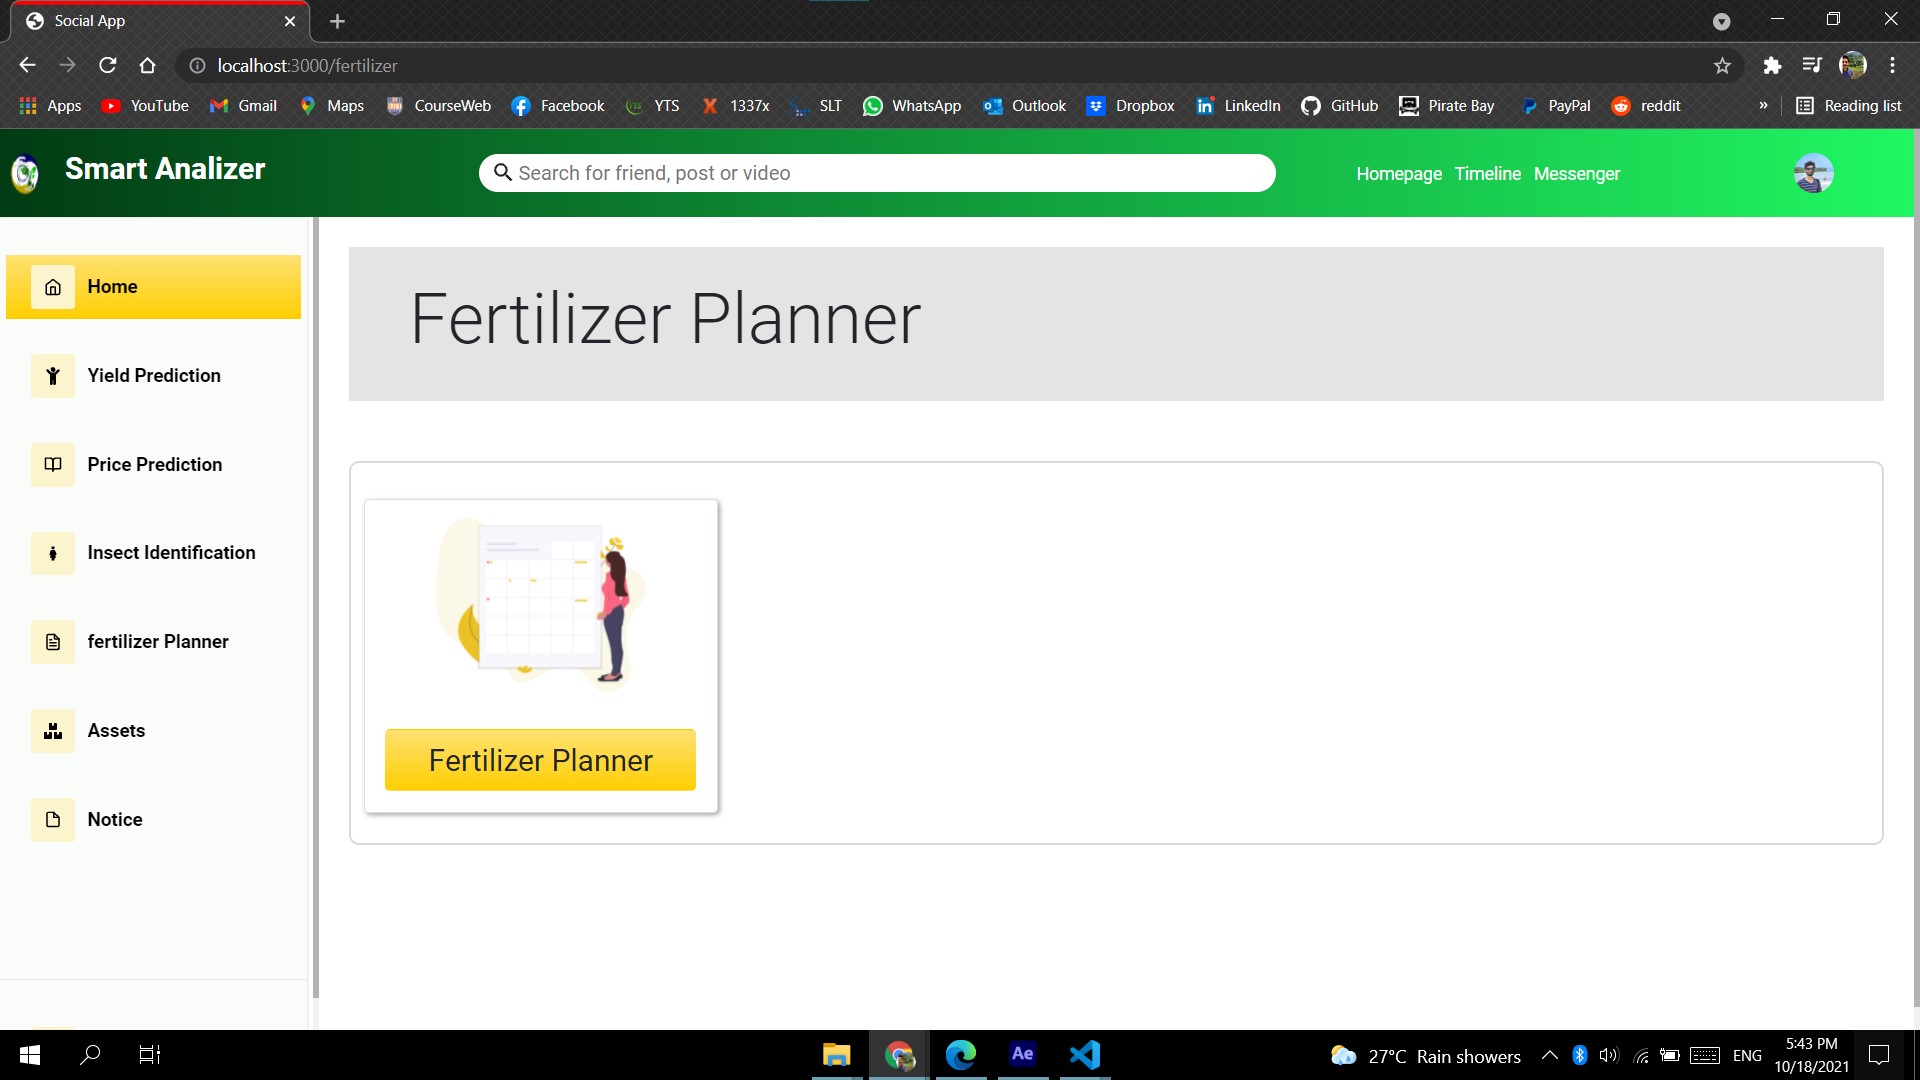 Social App
localhost:3000/fertilizer
Apps YouTube Gmail Maps CourseWeb Facebook YTS 1337x SLT WhatsApp Outlook Dropbox LinkedIn GitHub Pirate Bay PayPal reddit » Reading list
Smart Analizer
Search for friend, post or video
Homepage Timeline Messenger
Home
Yield Prediction
Price Prediction
Insect Identification
fertilizer Planner
Assets
Notice
Fertilizer Planner
Fertilizer Planner
Ae
27°C Rain showers
ENG
5:43 PM
10/18/2021